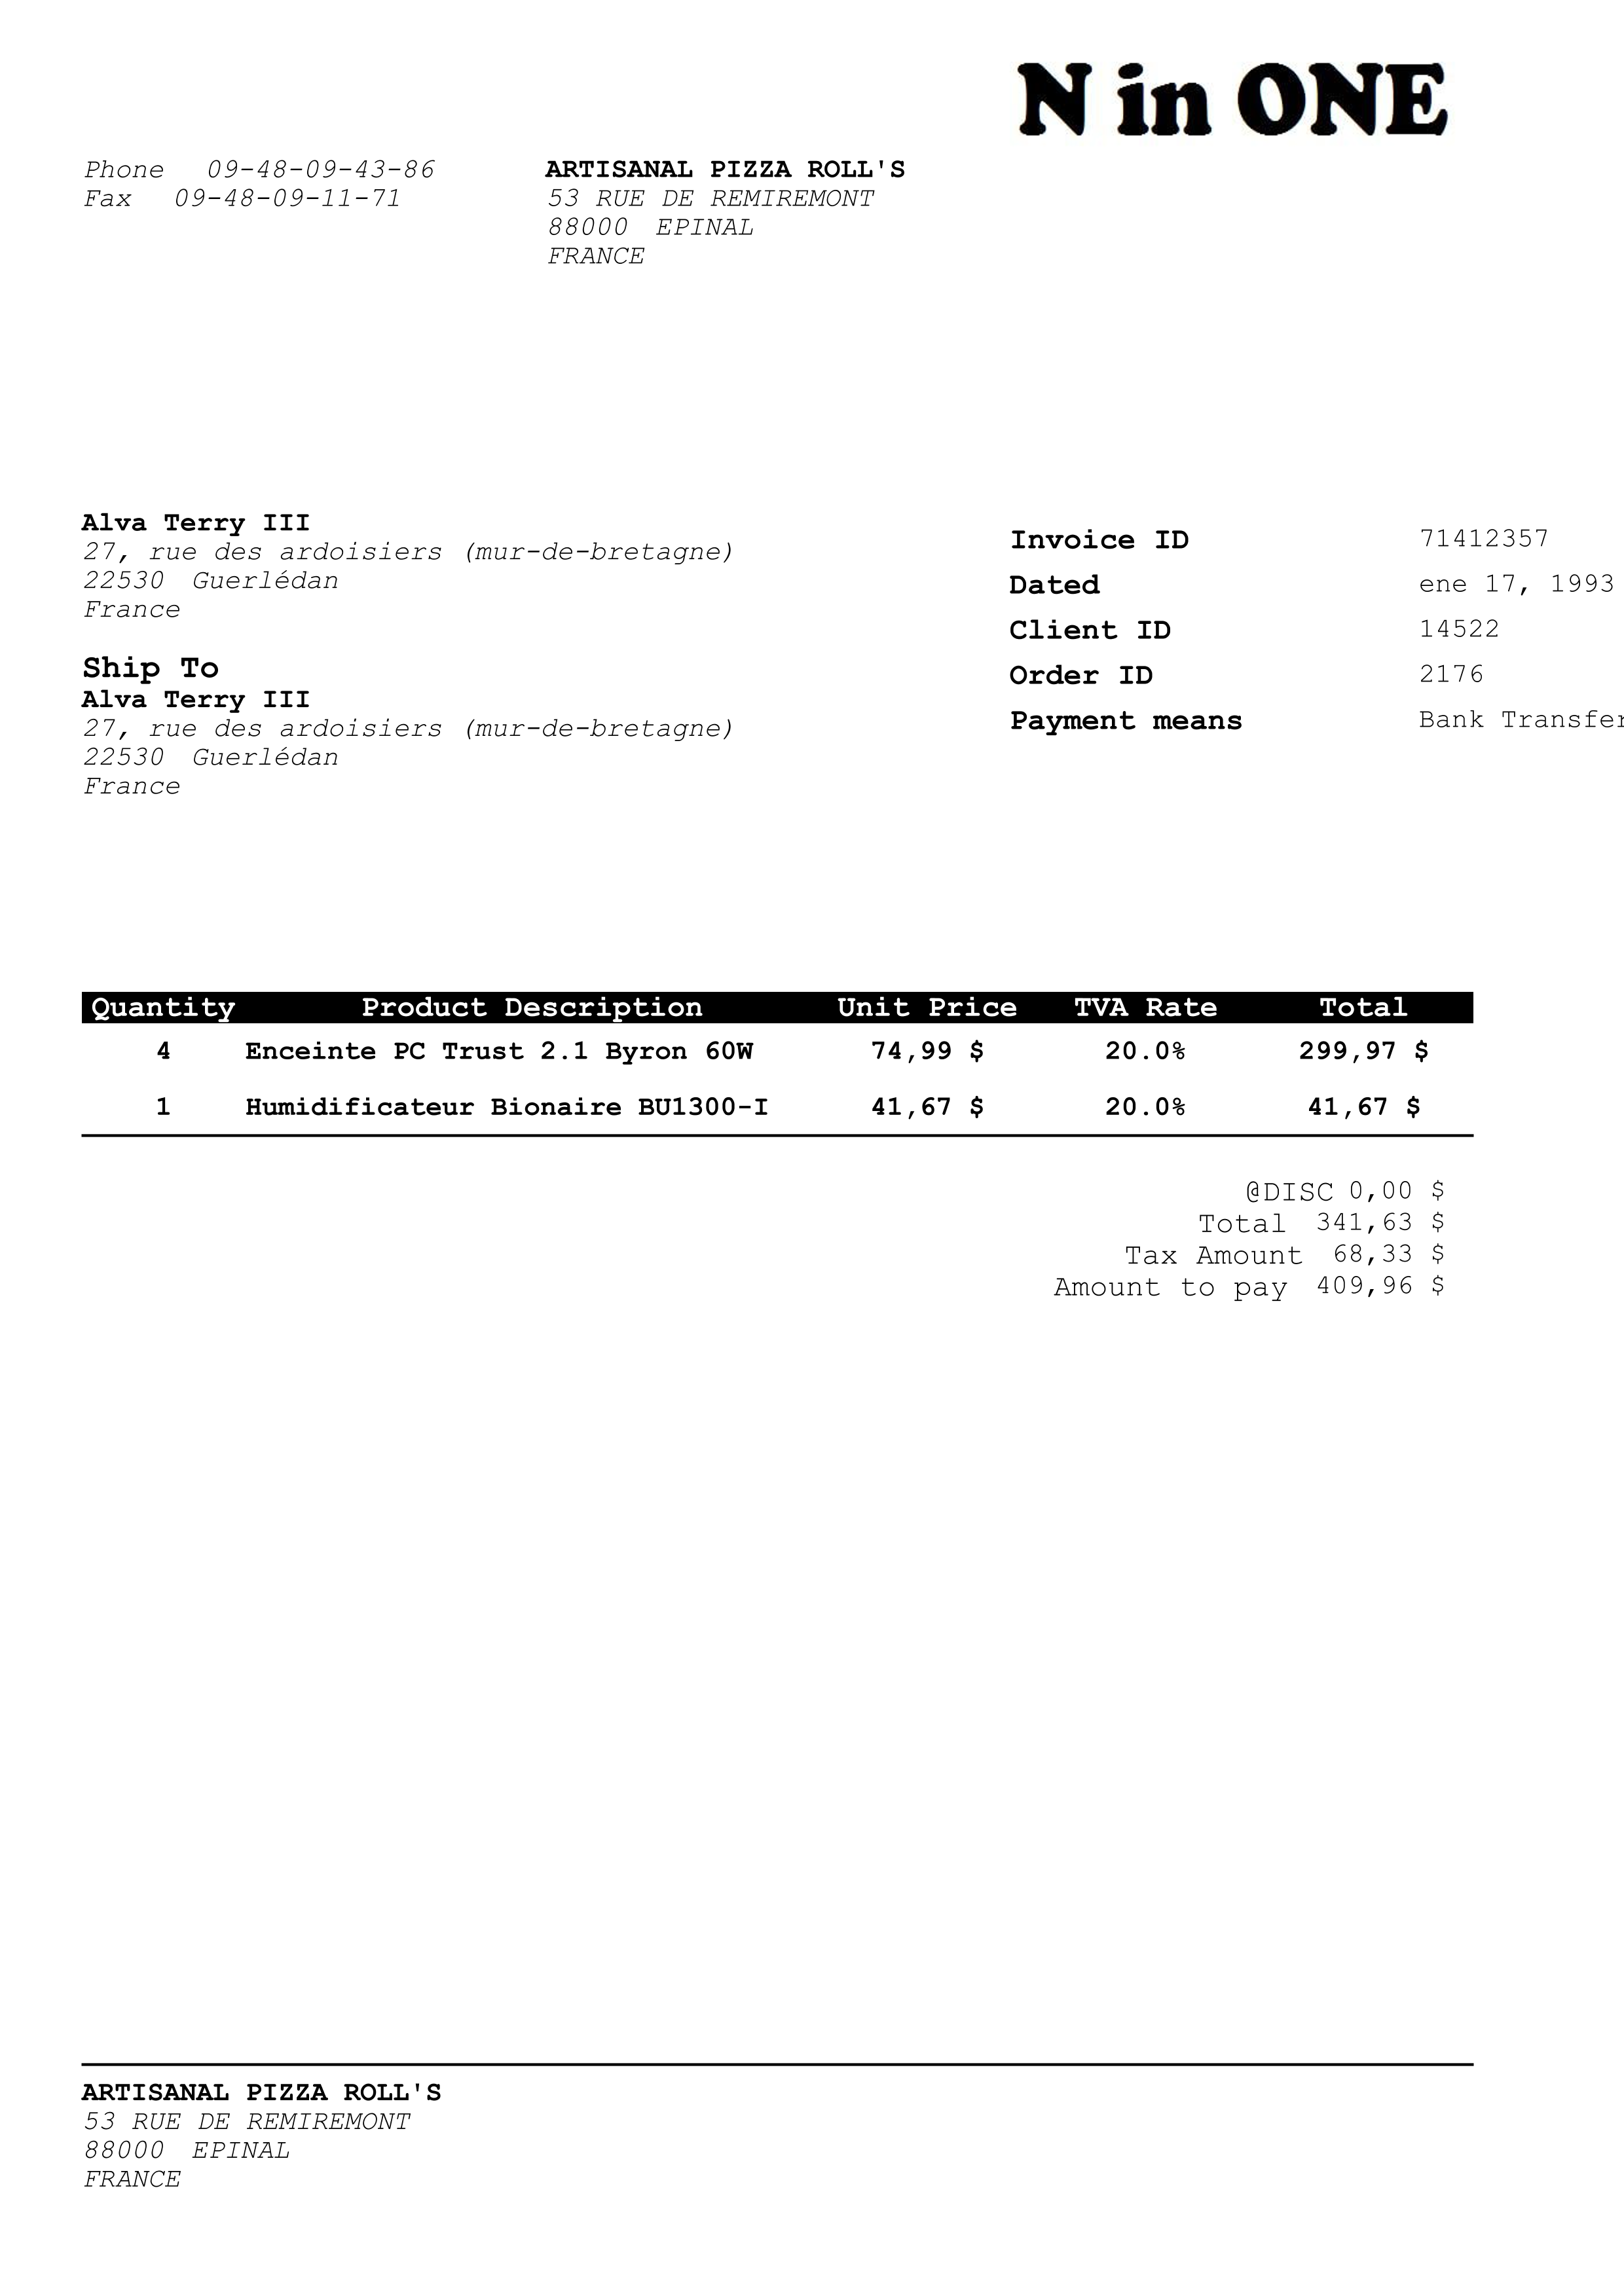 N in ONE
Phone 09-48-09-43-86
Fax 09-48-09-11-71
ARTISANAL PIZZA ROLL'S
53 RUE DE REMIREMONT
88000 EPINAL
FRANCE
Alva Terry III
27, rue des ardoisiers (mur-de-bretagne)
22530 Guerlédan
France
Ship To
Alva Terry III
27, rue des ardoisiers (mur-de-bretagne)
22530 Guerlédan
France
Invoice ID 71412357
Dated ene 17, 1993
Client ID 14522
Order ID 2176
Payment means Bank Transfer
Quantity Product Description Unit Price TVA Rate Total
4 Enceinte PC Trust 2.1 Byron 60W 74,99 $ 20.0% 299,97 $
1 Humidificateur Bionaire BU1300-I 41,67 $ 20.0% 41,67 $
@DISC 0,00 $
Total 341,63 $
Tax Amount 68,33 $
Amount to pay 409,96 $
ARTISANAL PIZZA ROLL'S
53 RUE DE REMIREMONT
88000 EPINAL
FRANCE